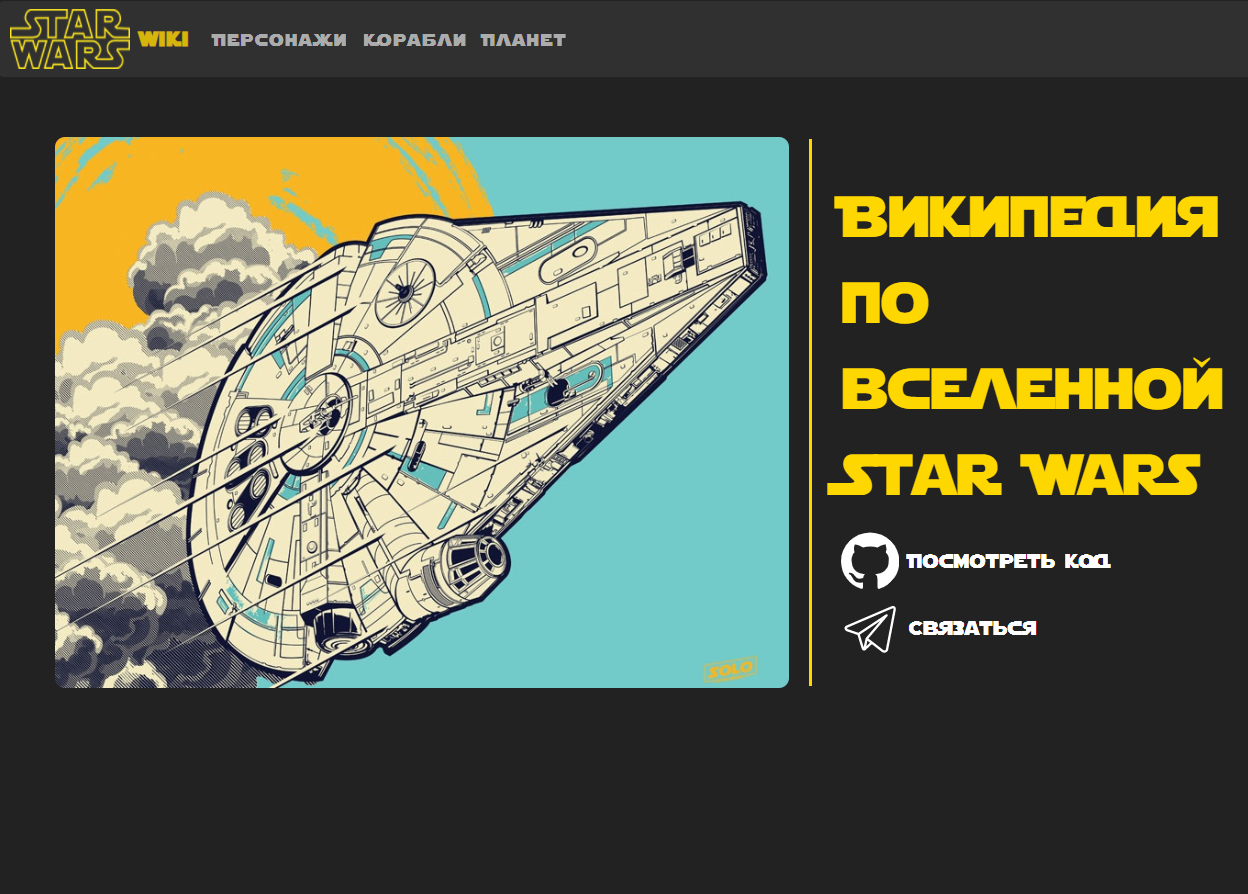 STAR WARS
WIKI ПЕРСОНАЖИ КОРАБЛИ ПЛАНЕТ
Википедия
по
вселенной
Star Wars
ПОСМОТРЕТЬ КОД
СВЯЗАТЬСЯ
SOLO